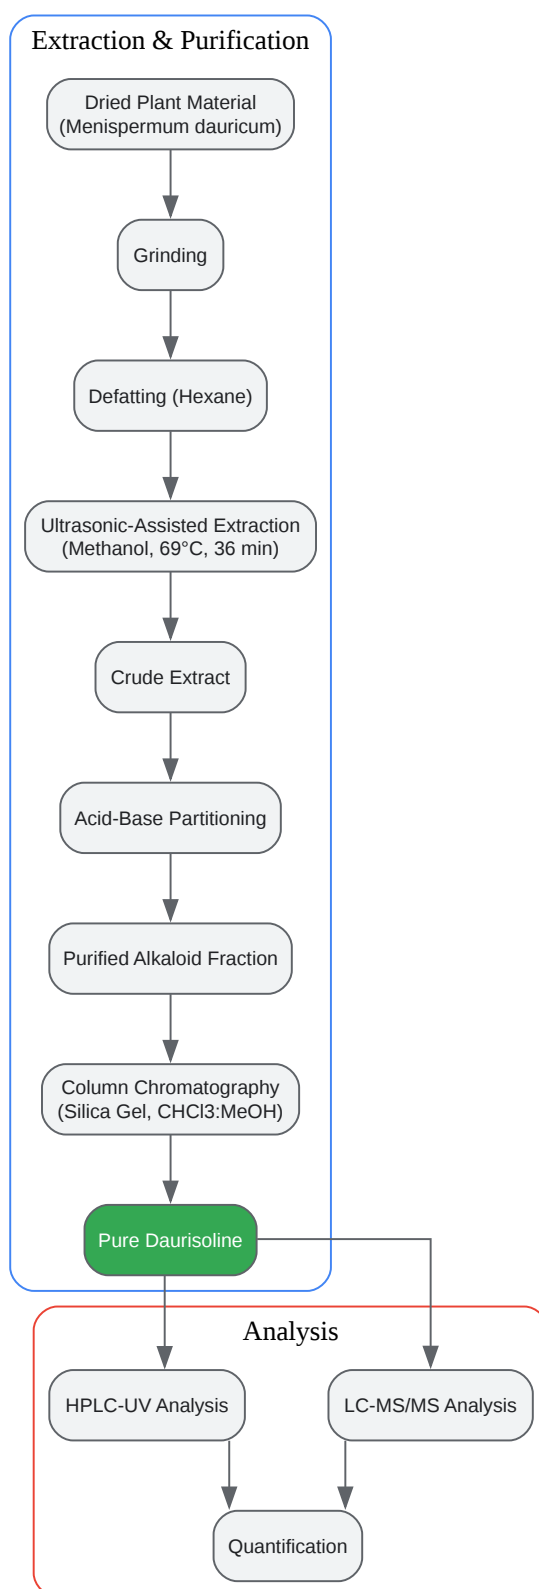 Extraction & Purification
Dried Plant Material
(Menispermum dauricum)
Grinding
Defatting (Hexane)
Ultrasonic-Assisted Extraction
(Methanol, 69°C, 36 min)
Crude Extract
Acid-Base Partitioning
Purified Alkaloid Fraction
Column Chromatography
(Silica Gel, CHCl3:MeOH)
Pure Daurisoline
Analysis
HPLC-UV Analysis
LC-MS/MS Analysis
Quantification